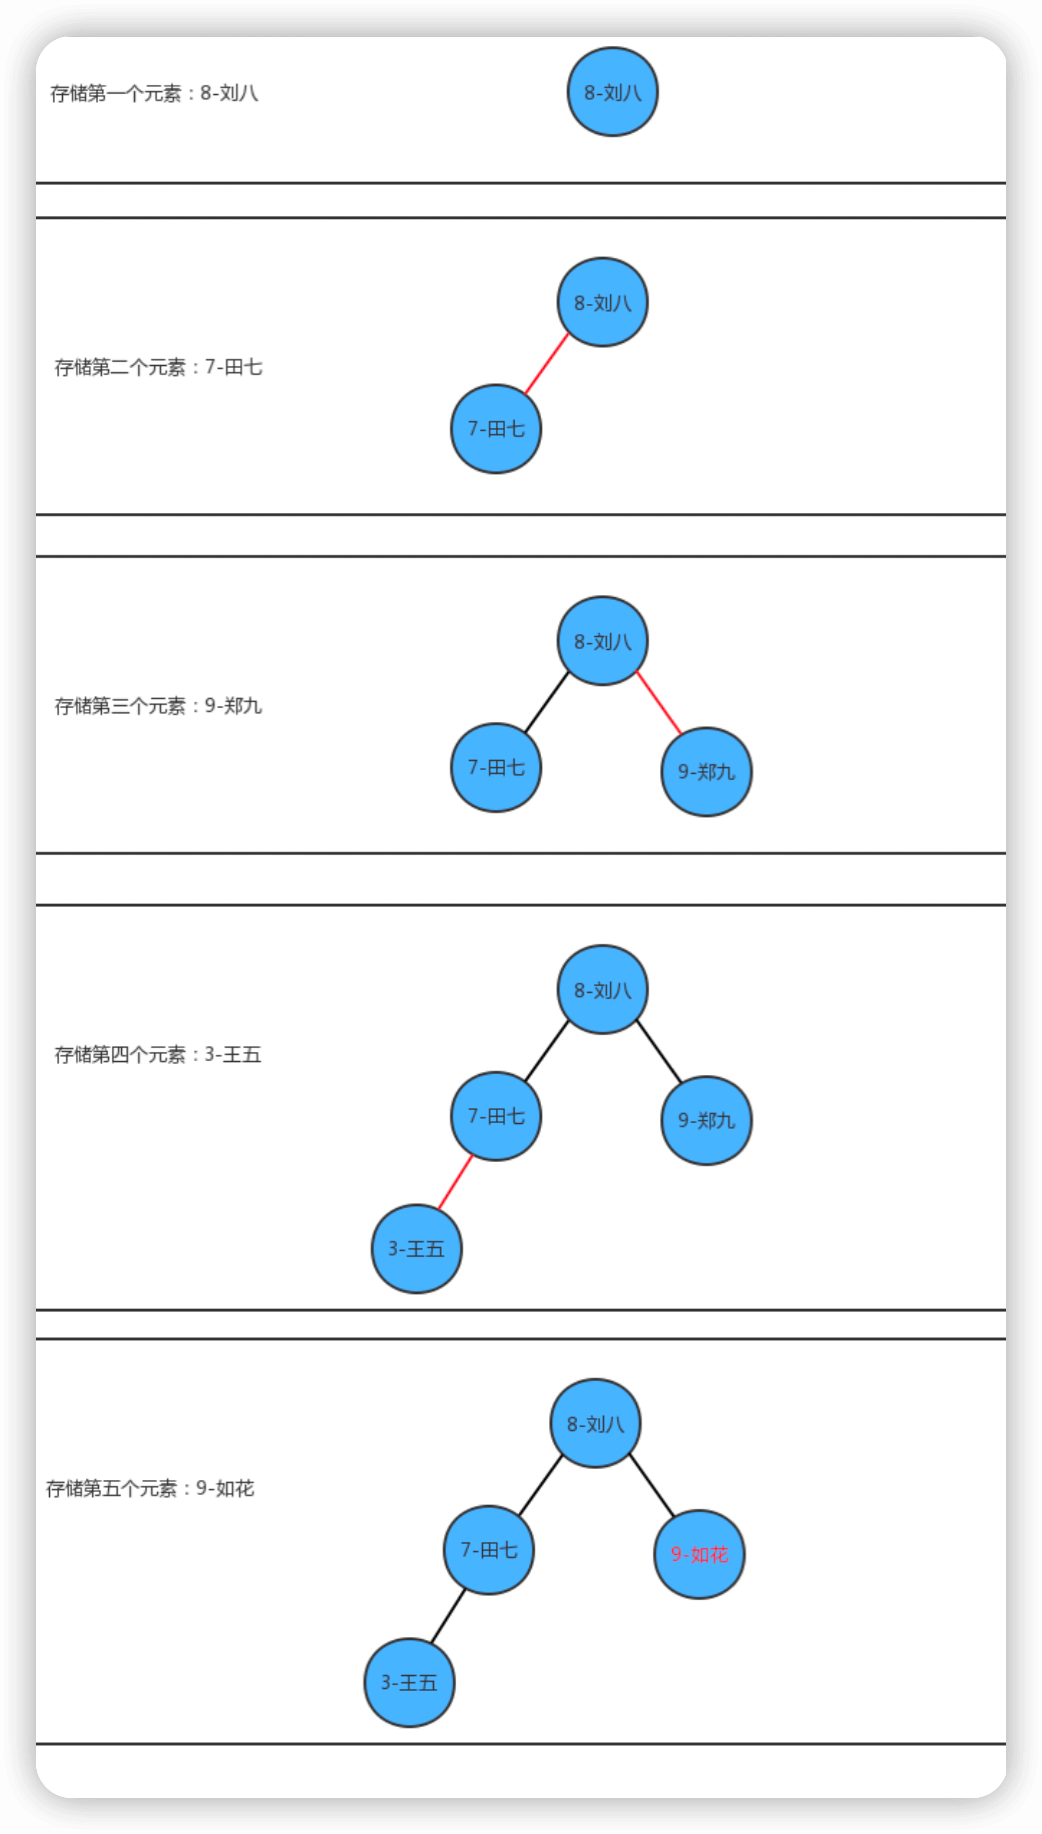 存储第一个元素：8-刘八
8-刘八
8-刘八
存储第二个元素：7-田七
7-田七
8-刘八
存储第三个元素：9-郑九
7-田七
9-郑九
8-刘八
存储第四个元素：3-王五
7-田七
9-郑九
3-王五
8-刘八
存储第五个元素：9-如花
7-田七
9-如花
3-王五